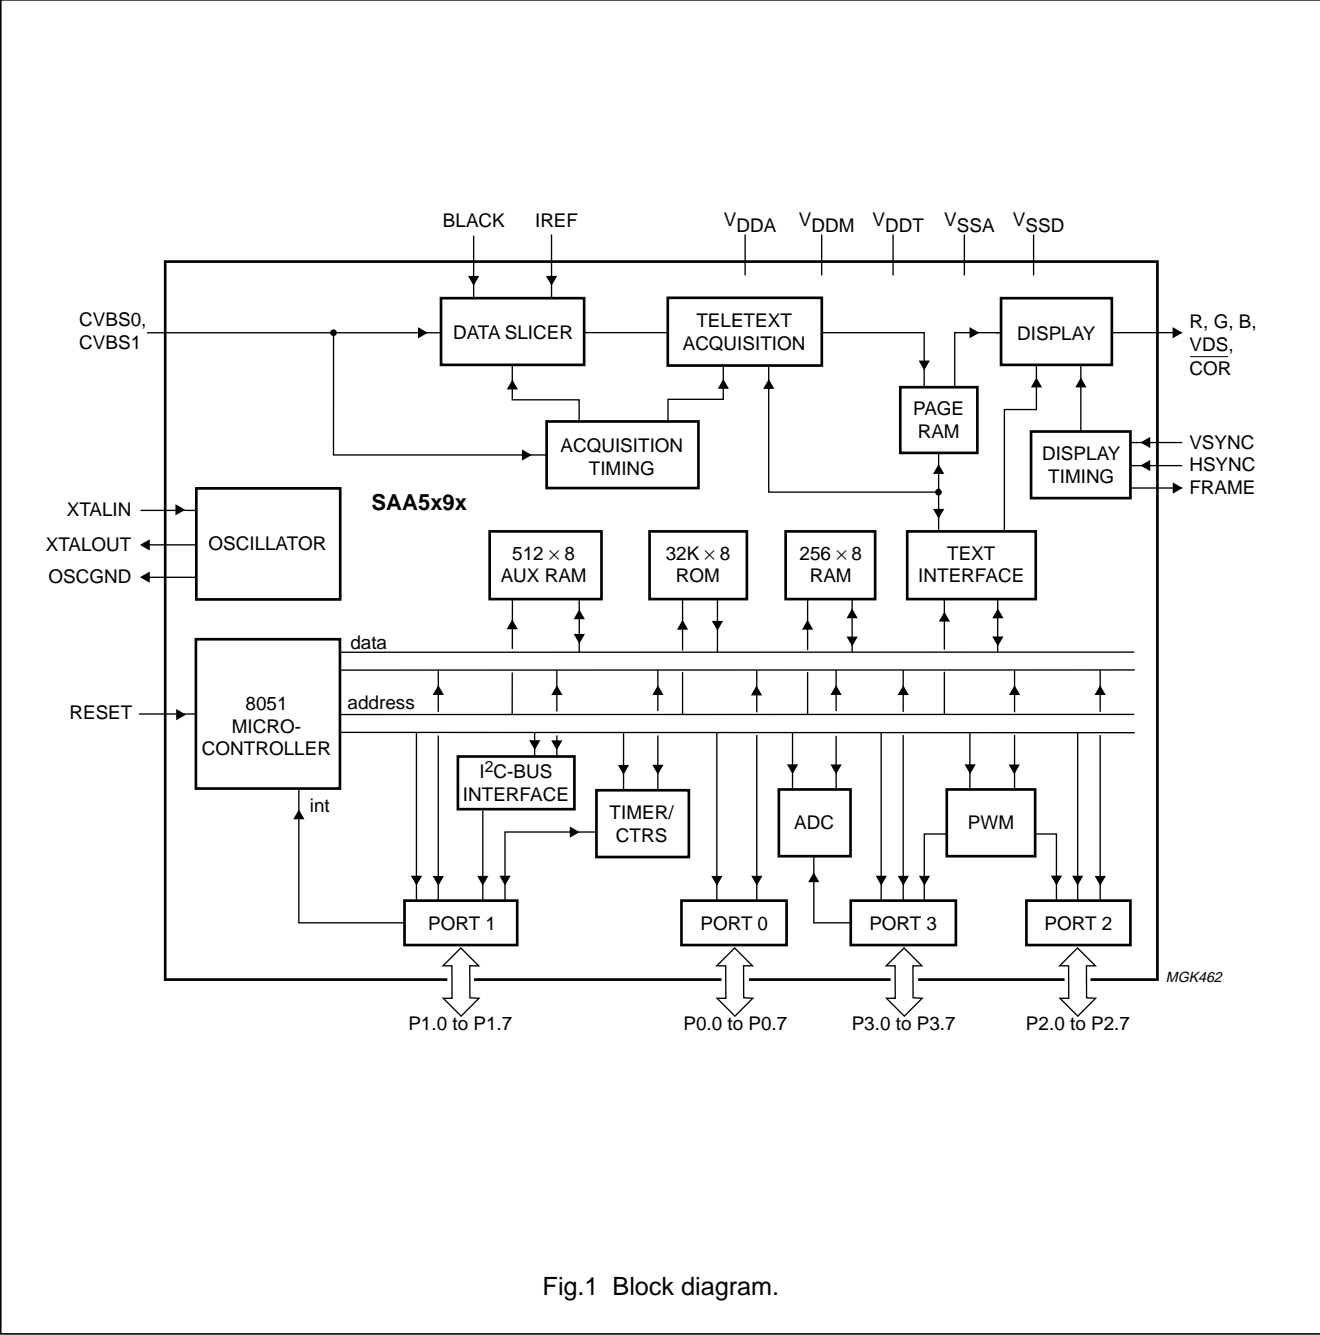 BLACK IREF VDDA VDDM VDDT VSSA VSSD
CVBS0,
CVBS1
DATA SLICER
TELETEXT
ACQUISITION
DISPLAY
R, G, B,
VDS,
COR
PAGE
RAM
ACQUISITION
TIMING
DISPLAY
TIMING
VSYNC
HSYNC
FRAME
SAA5x9x
XTALIN
XTALOUT
OSCGND
OSCILLATOR
512 × 8
AUX RAM
32K × 8
ROM
256 × 8
RAM
TEXT
INTERFACE
data
address
RESET
8051
MICRO-
CONTROLLER
int
I2C-BUS
INTERFACE
TIMER/
CTRS
ADC
PWM
PORT 1
PORT 0
PORT 3
PORT 2
MGK462
P1.0 to P1.7
P0.0 to P0.7
P3.0 to P3.7
P2.0 to P2.7
Fig.1 Block diagram.